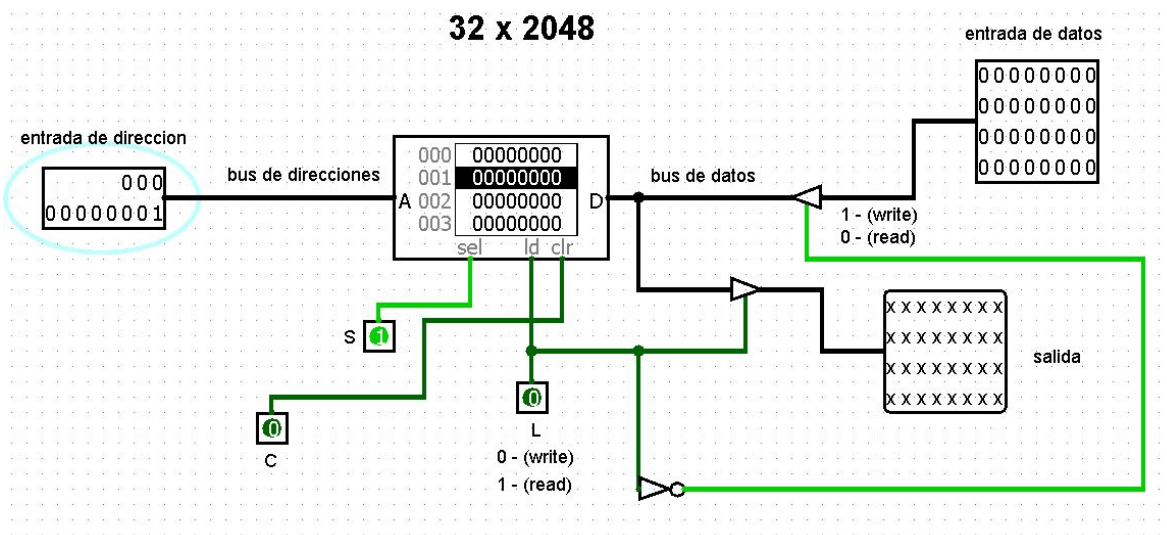 32 x 2048
entrada de datos
00000000
00000000
00000000
00000000
entrada de direccion
000
00000001
bus de direcciones
A
000 00000000
001 00000000
002 00000000
003 00000000
D
sel ld clr
bus de datos
1 - (write)
0 - (read)
S
1
0
C
0
L
0 - (write)
1 - (read)
XXXXXXXX
XXXXXXXX
XXXXXXXX
XXXXXXXX
salida